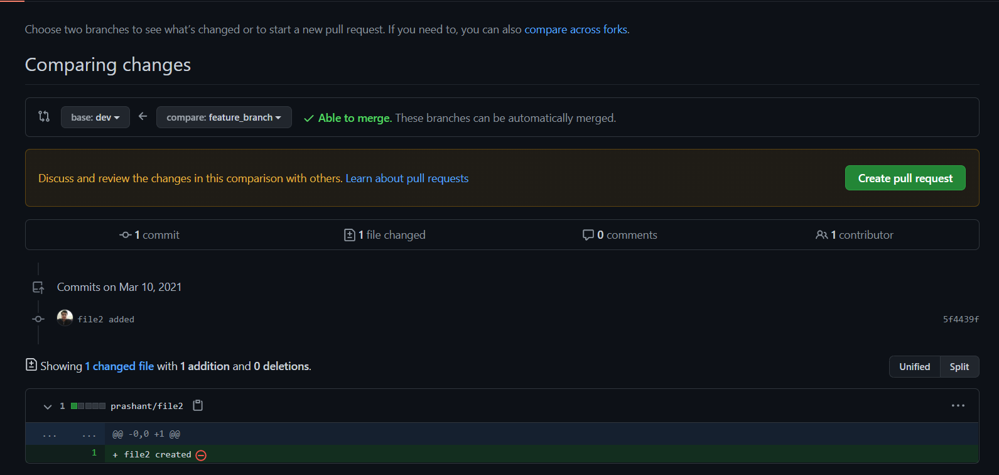 Choose two branches to see what’s changed or to start a new pull request. If you need to, you can also compare across forks.
Comparing changes
base: dev compare: feature_branch Able to merge. These branches can be automatically merged.
Discuss and review the changes in this comparison with others. Learn about pull requests Create pull request
1 commit 1 file changed 0 comments 1 contributor
Commits on Mar 10, 2021
file2 added 5f4439f
Showing 1 changed file with 1 addition and 0 deletions. Unified Split
1 prashant/file2 ...
... ... @@ -0,0 +1 @@
1 + file2 created